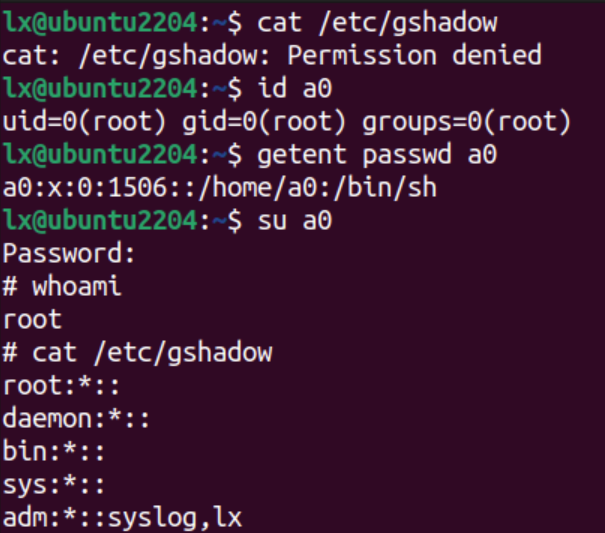 lx@ubuntu2204:~$ cat /etc/gshadow
cat: /etc/gshadow: Permission denied
lx@ubuntu2204:~$ id a0
uid=0(root) gid=0(root) groups=0(root)
lx@ubuntu2204:~$ getent passwd a0
a0:x:0:1506::/home/a0:/bin/sh
lx@ubuntu2204:~$ su a0
Password:
# whoami
root
# cat /etc/gshadow
root:*::
daemon:*::
bin:*::
sys:*::
adm:*::syslog,lx